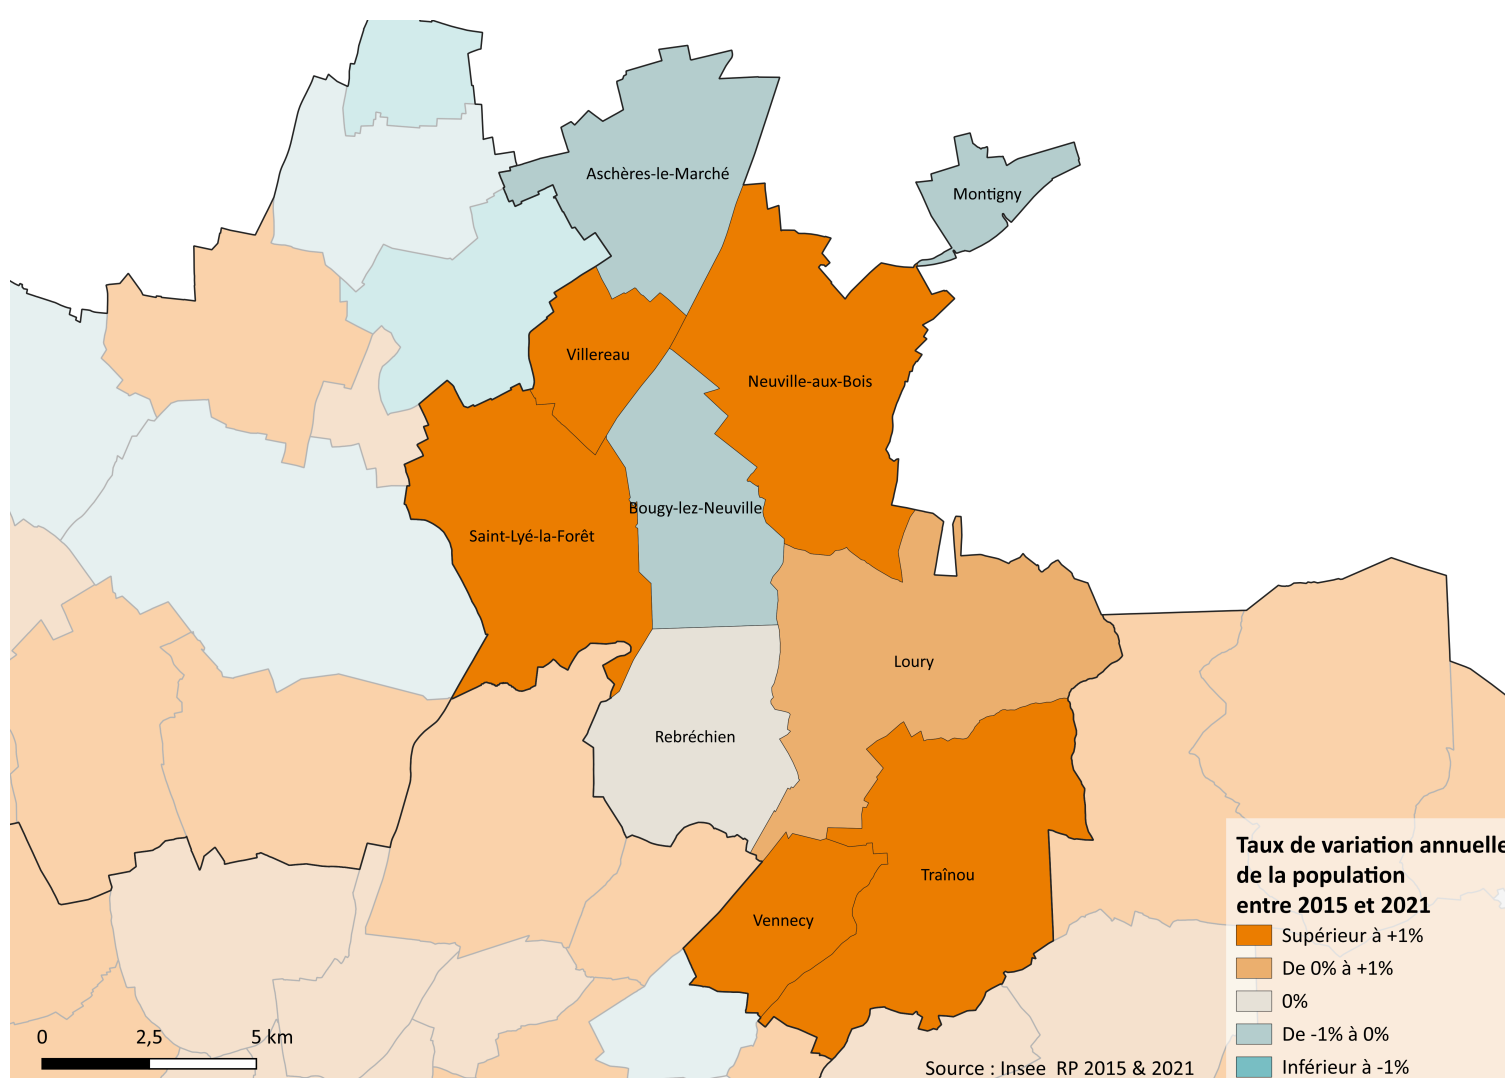 Aschères-le-Marché
Montigny
Villereau
Neuville-aux-Bois
Bougy-lez-Neuville
Saint-Lyé-la-Forêt
Loury
Rebréchien
Traînou
Vennecy
Taux de variation annuelle
de la population
entre 2015 et 2021
Supérieur à +1%
De 0% à +1%
0%
De -1% à 0%
Inférieur à -1%
0 2,5 5 km
Source : Insee RP 2015 & 2021